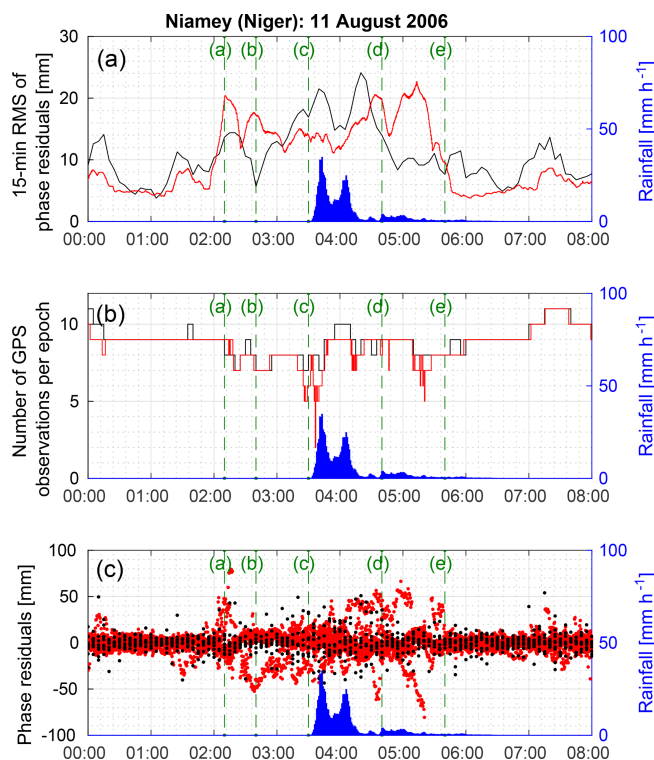 Niamey (Niger): 11 August 2006
(a)
15-min RMS of
phase residuals [mm]
30
20
10
0
(a) (b) (c) (d) (e)
100
50
0
Rainfall [mm h⁻¹]
00:00 01:00 02:00 03:00 04:00 05:00 06:00 07:00 08:00
(b)
Number of GPS
observations per epoch
10
5
0
(a) (b) (c) (d) (e)
100
50
0
Rainfall [mm h⁻¹]
00:00 01:00 02:00 03:00 04:00 05:00 06:00 07:00 08:00
(c)
Phase residuals [mm]
100
50
0
-50
-100
(a) (b) (c) (d) (e)
100
50
0
Rainfall [mm h⁻¹]
00:00 01:00 02:00 03:00 04:00 05:00 06:00 07:00 08:00